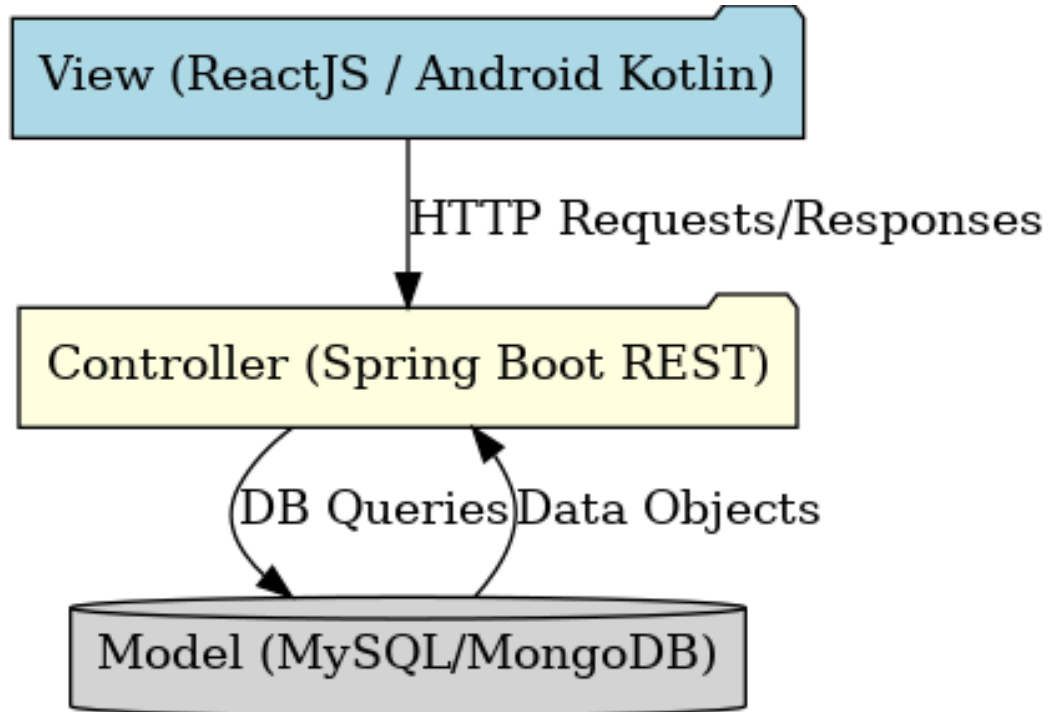 View (ReactJS / Android Kotlin)
HTTP Requests/Responses
Controller (Spring Boot REST)
DB Queries
Data Objects
Model (MySQL/MongoDB)